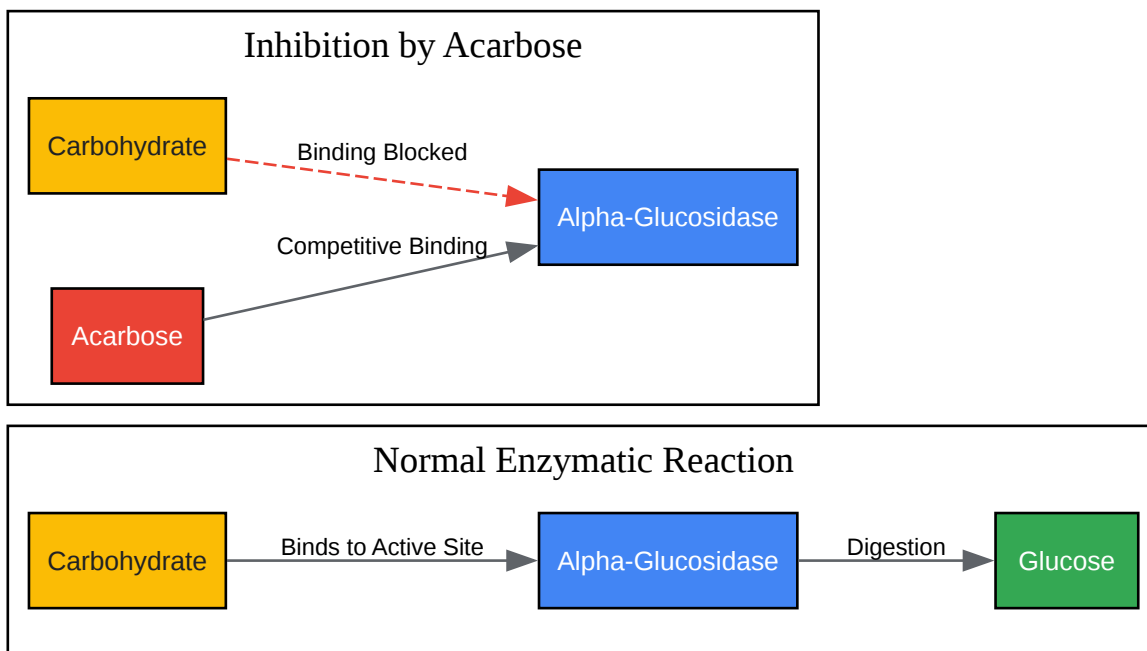 Inhibition by Acarbose
Carbohydrate
Binding Blocked
Alpha-Glucosidase
Competitive Binding
Acarbose
Normal Enzymatic Reaction
Carbohydrate
Binds to Active Site
Alpha-Glucosidase
Digestion
Glucose